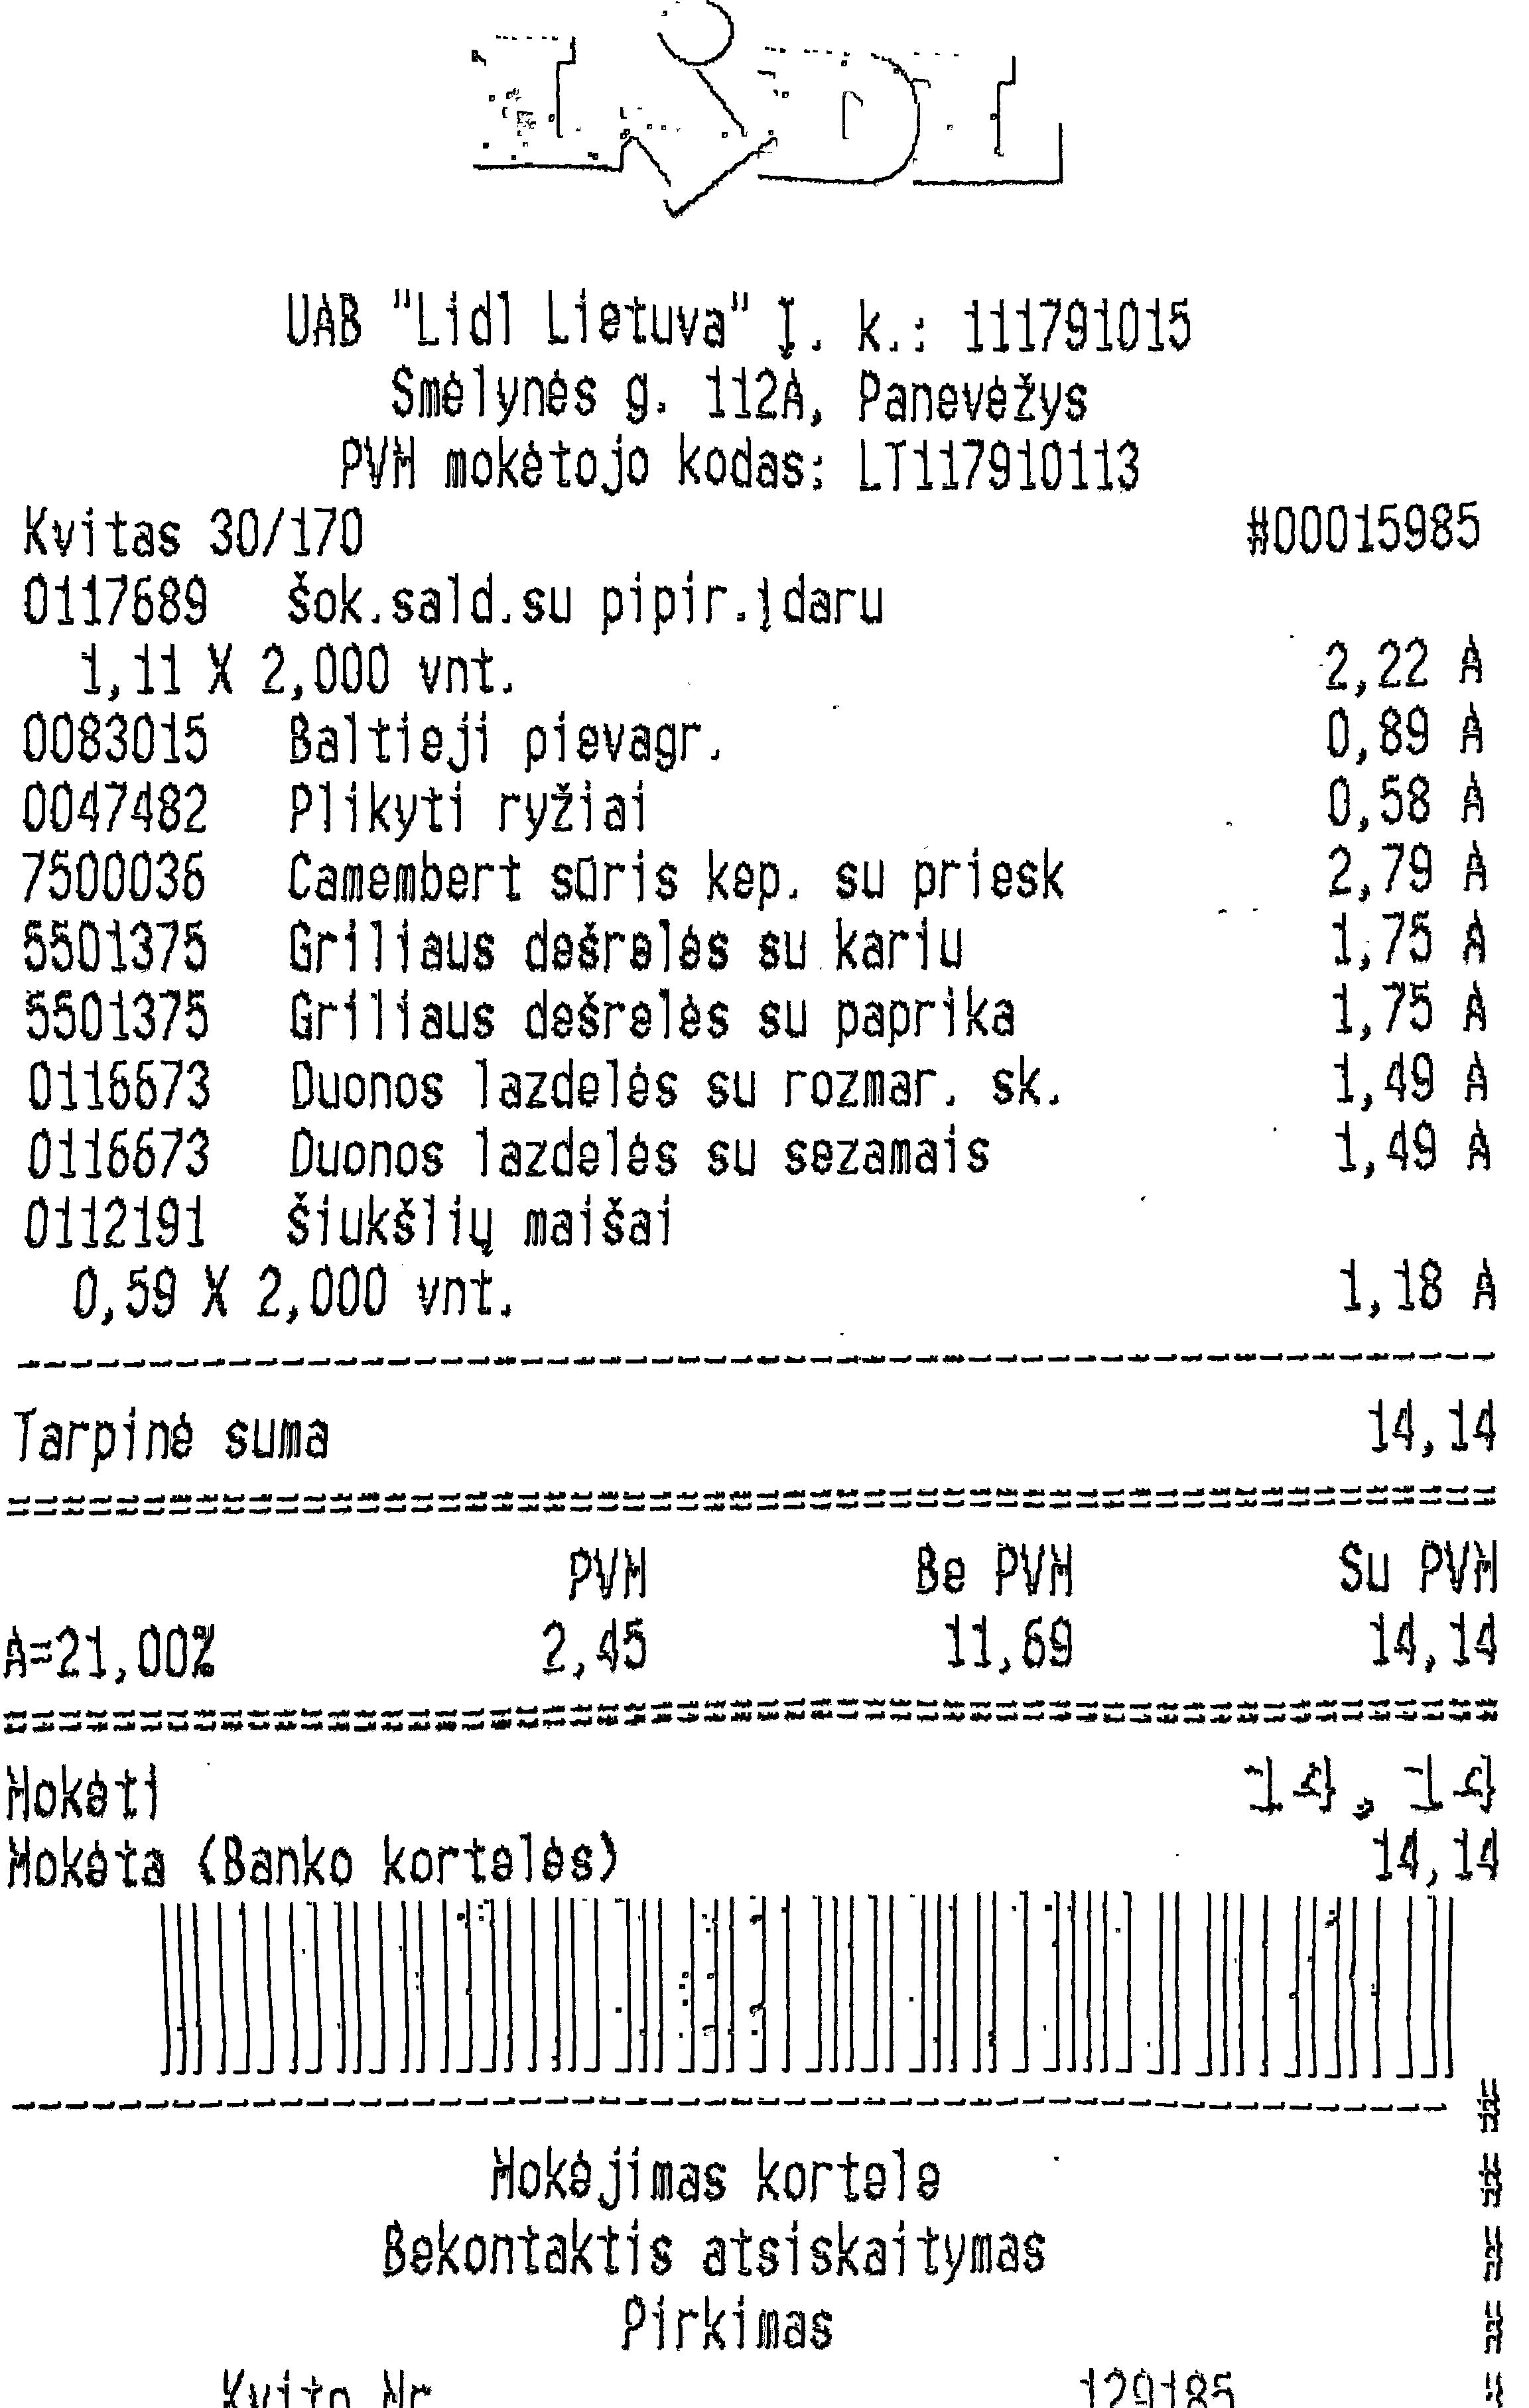 LIDL
UAB "Lidl Lietuva" Į. k.: 111791015
Smėlynės g. 112A, Panevėžys
PVM mokėtojo kodas: LT117910113
Kvitas 30/170 #00015985
0117689 Šok.sald.su pipir.įdaru
1,11 X 2,000 vnt. 2,22 A
0083015 Baltieji pievagr. 0,89 A
0047482 Plikyti ryžiai 0,58 A
7500036 Camembert sūris kep. su priesk 2,79 A
5501375 Griliaus dešrelės su kariu 1,75 A
5501375 Griliaus dešrelės su paprika 1,75 A
0116673 Duonos lazdelės su rozmar. sk. 1,49 A
0116673 Duonos lazdelės su sezamais 1,49 A
0112191 Šiukšlių maišai
0,59 X 2,000 vnt. 1,18 A
Tarpinė suma 14,14
PVM Be PVM Su PVM
A=21,00% 2,45 11,69 14,14
Mokėti 14,14
Mokėta (Banko kortelės) 14,14
Mokėjimas kortele
Bekontaktis atsiskaitymas
Pirkimas
Kvito Nr 129185